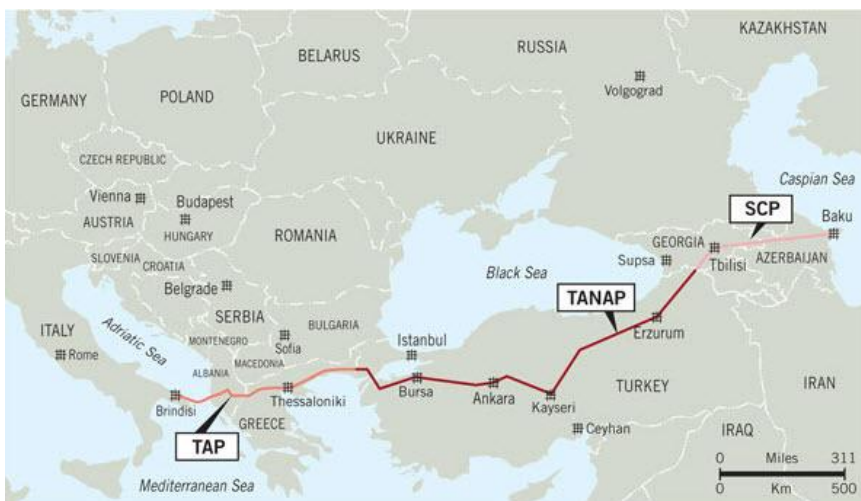 KAZAKHSTAN
RUSSIA
BELARUS
GERMANY
POLAND
Volgograd
UKRAINE
CZECH REPUBLIC
Vienna
Budapest
AUSTRIA
HUNGARY
Caspian Sea
SCP
Baku
ROMANIA
GEORGIA
SLOVENIA
CROATIA
Supsa
Tbilisi
AZERBAIJAN
Black Sea
Belgrade
TANAP
SERBIA
Adriatic Sea
BULGARIA
ITALY
Istanbul
Erzurum
MONTENEGRO
Sofia
Rome
MACEDONIA
ALBANIA
Bursa
Ankara
TURKEY
IRAN
Thessaloniki
Brindisi
Kayseri
GREECE
TAP
Ceyhan
IRAQ
0 Miles 311
0 Km 500
Mediterranean Sea